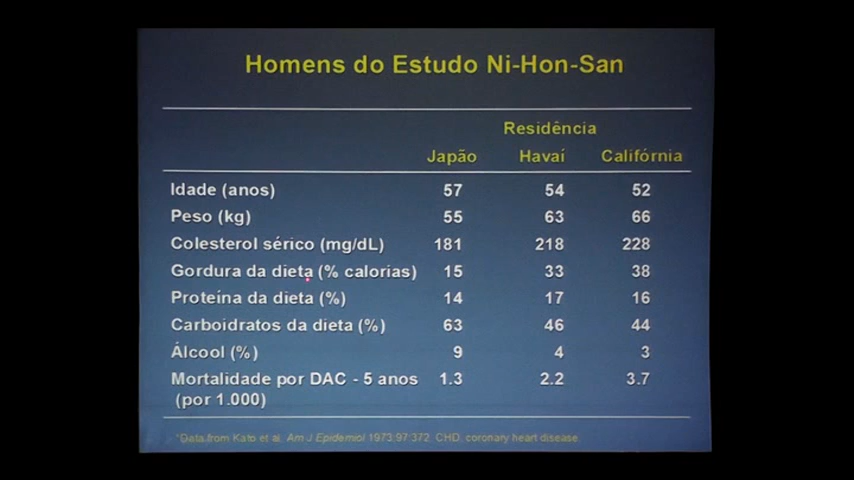 Homens do Estudo Ni-Hon-San
Residência
Japão Havaí Califórnia
Idade (anos) 57 54 52
Peso (kg) 55 63 66
Colesterol sérico (mg/dL) 181 218 228
Gordura da dieta (% calorias) 15 33 38
Proteína da dieta (%) 14 17 16
Carboidratos da dieta (%) 63 46 44
Álcool (%) 9 4 3
Mortalidade por DAC - 5 anos 1.3 2.2 3.7
(por 1.000)
*Data from Kato et al. Am J Epidemiol 1973;97:372. CHD, coronary heart disease.